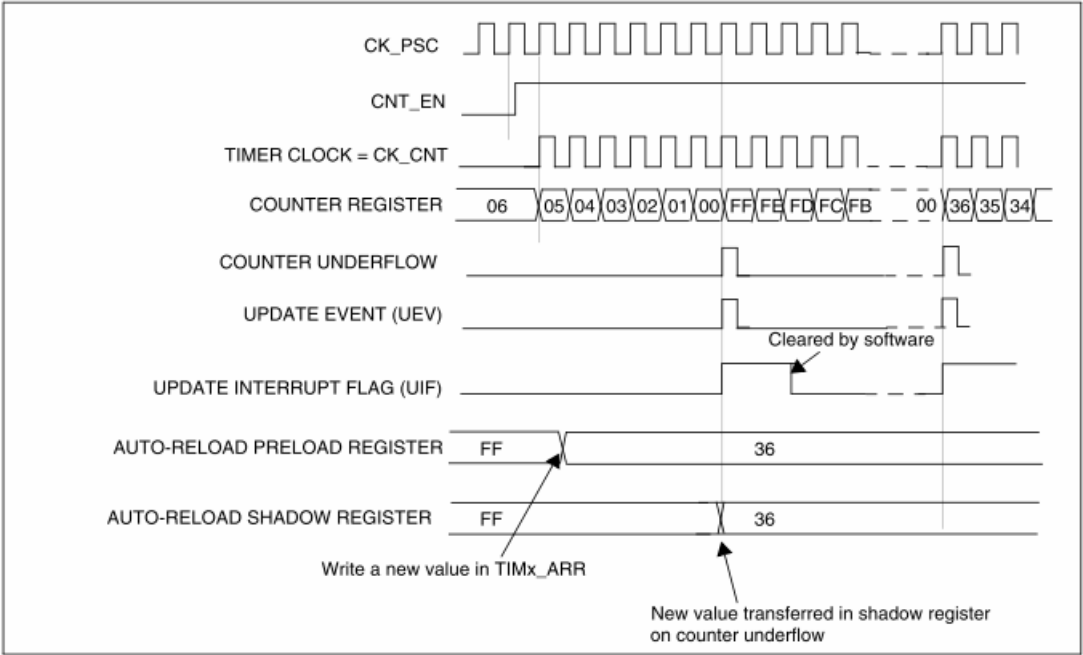 CK_PSC
CNT_EN
TIMER CLOCK = CK_CNT
COUNTER REGISTER 06 05 04 03 02 01 00 FF FE FD FC FB 00 36 35 34
COUNTER UNDERFLOW
UPDATE EVENT (UEV)
Cleared by software
UPDATE INTERRUPT FLAG (UIF)
AUTO-RELOAD PRELOAD REGISTER FF 36
AUTO-RELOAD SHADOW REGISTER FF 36
Write a new value in TIMx_ARR
New value transferred in shadow register
on counter underflow